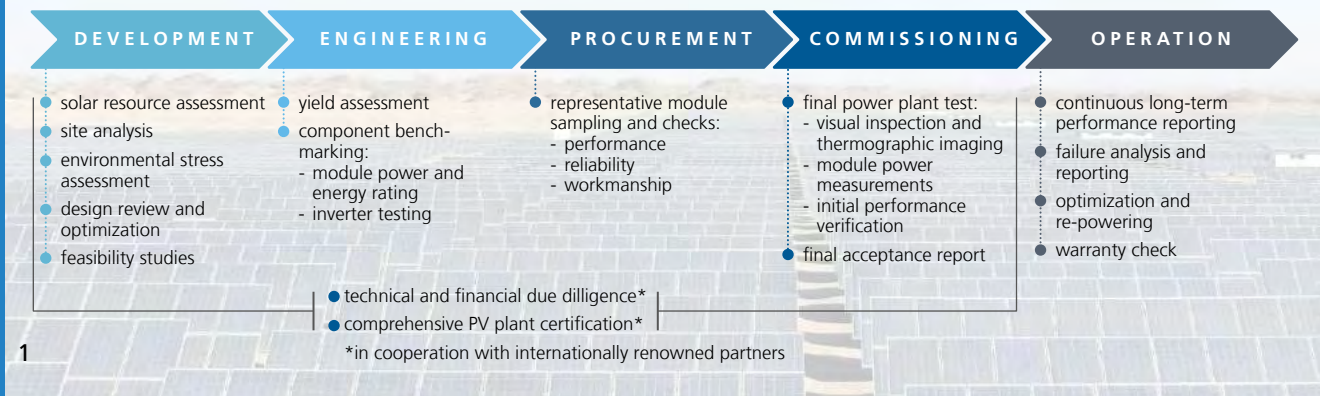 DEVELOPMENT
ENGINEERING
PROCUREMENT
COMMISSIONING
OPERATION
solar resource assessment
site analysis
environmental stress
assessment
design review and
optimization
feasibility studies
yield assessment
component bench-
marking:
- module power and
energy rating
- inverter testing
representative module
sampling and checks:
- performance
- reliability
- workmanship
final power plant test:
- visual inspection and
thermographic imaging
- module power
measurements
- initial performance
verification
final acceptance report
continuous long-term
performance reporting
failure analysis and
reporting
optimization and
re-powering
warranty check
technical and financial due dilligence*
comprehensive PV plant certification*
*in cooperation with internationally renowned partners
1